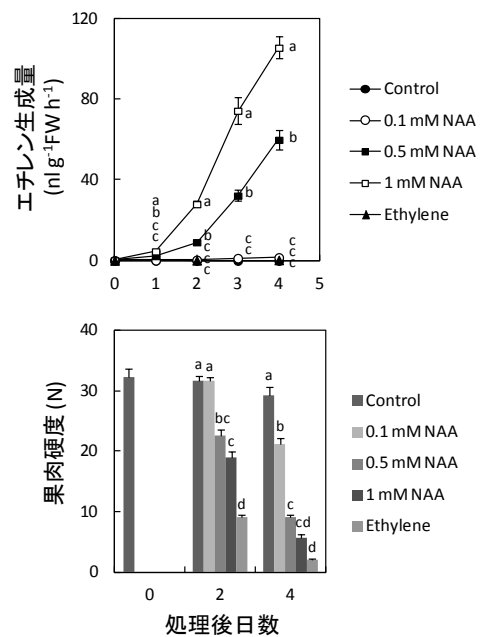 120
80
40
0
エチレン生成量
(nl g⁻¹FW h⁻¹)
a
b
c
c
a
b
c
c
c
a
b
c
c
a
b
c
c
c
0 1 2 3 4 5
Control
0.1 mM NAA
0.5 mM NAA
1 mM NAA
Ethylene
40
30
20
10
0
果肉硬度 (N)
a a
bc
c
d
a
b
c
cd
d
0 2 4
処理後日数
Control
0.1 mM NAA
0.5 mM NAA
1 mM NAA
Ethylene